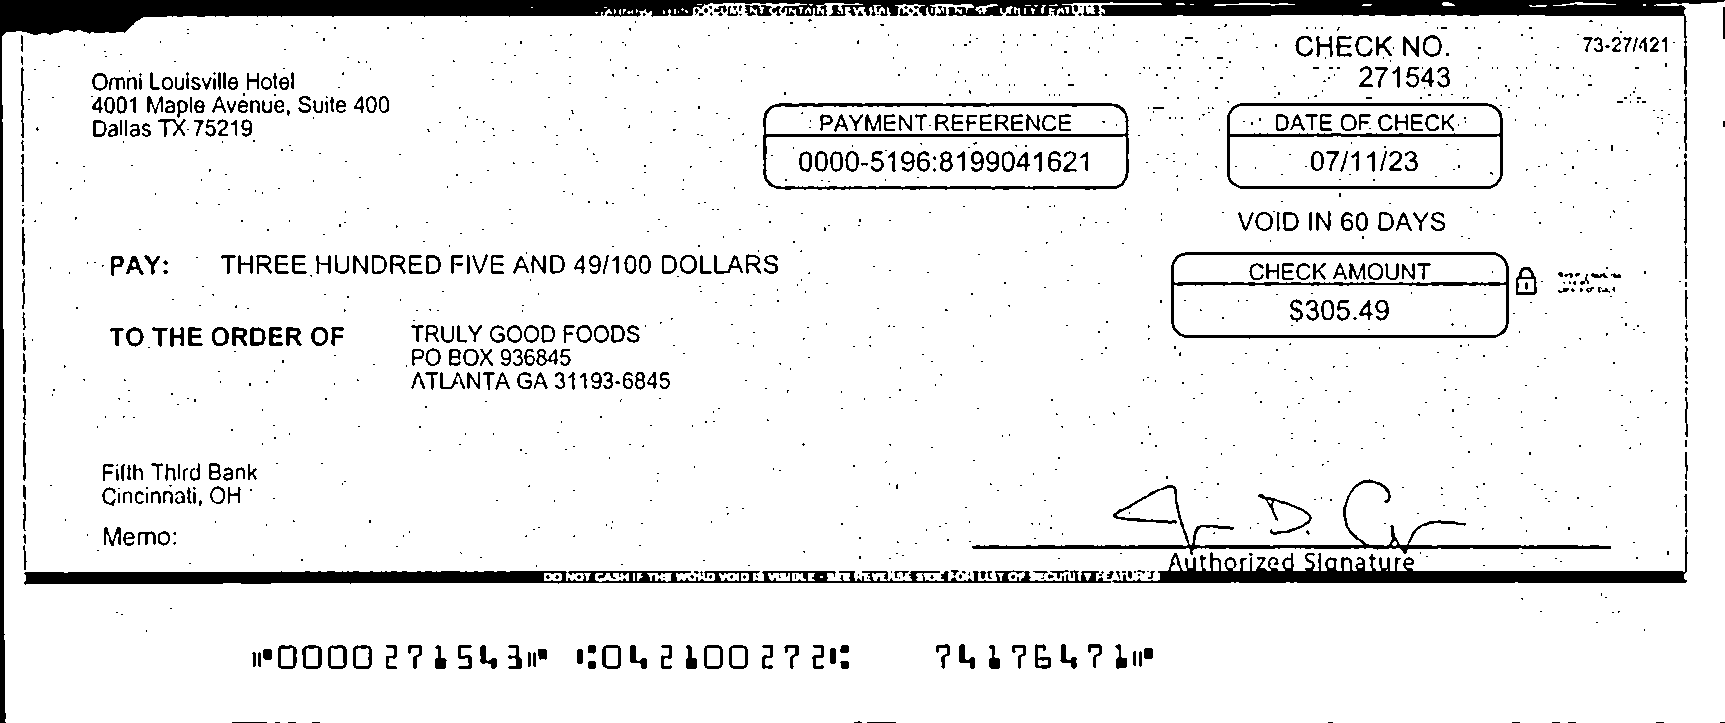 DOCUMENT CONTAINS SEVERAL DOCUMENT SECURITY FEATURES
CHECK NO.
73-27/421
271543
Omni Louisville Hotel
4001 Maple Avenue, Suite 400
Dallas TX 75219
PAYMENT REFERENCE
0000-5196:8199041621
DATE OF CHECK
07/11/23
VOID IN 60 DAYS
PAY: THREE HUNDRED FIVE AND 49/100 DOLLARS
CHECK AMOUNT
$305.49
TO THE ORDER OF
TRULY GOOD FOODS
PO BOX 936845
ATLANTA GA 31193-6845
Fifth Third Bank
Cincinnati, OH
Memo:
Authorized Signature
DO NOT CASH IF THE WORD VOID IS VISIBLE - SEE REVERSE SIDE FOR LIST OF SECURITY FEATURES
⑈0000271543⑈ ⑆042100272⑆ 74176471⑈